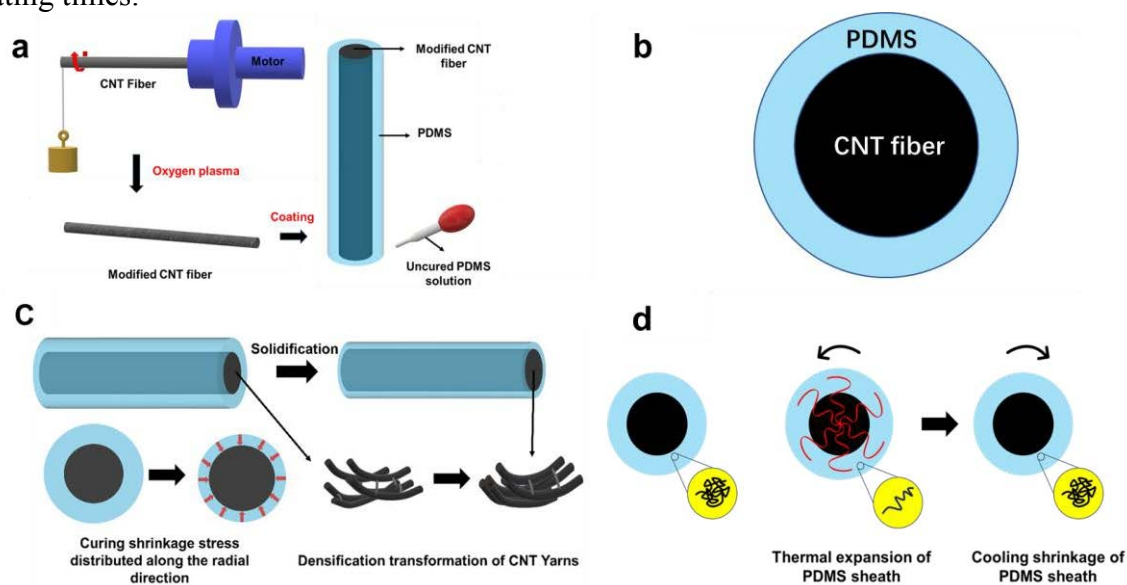 ating times.
a
Motor
CNT Fiber
Oxygen plasma
Modified CNT fiber
Coating
Modified CNT
fiber
PDMS
Uncured PDMS
solution
b
PDMS
CNT fiber
c
Solidification
Curing shrinkage stress
distributed along the radial
direction
Densification transformation of CNT Yarns
d
Thermal expansion of
PDMS sheath
Cooling shrinkage of
PDMS sheath